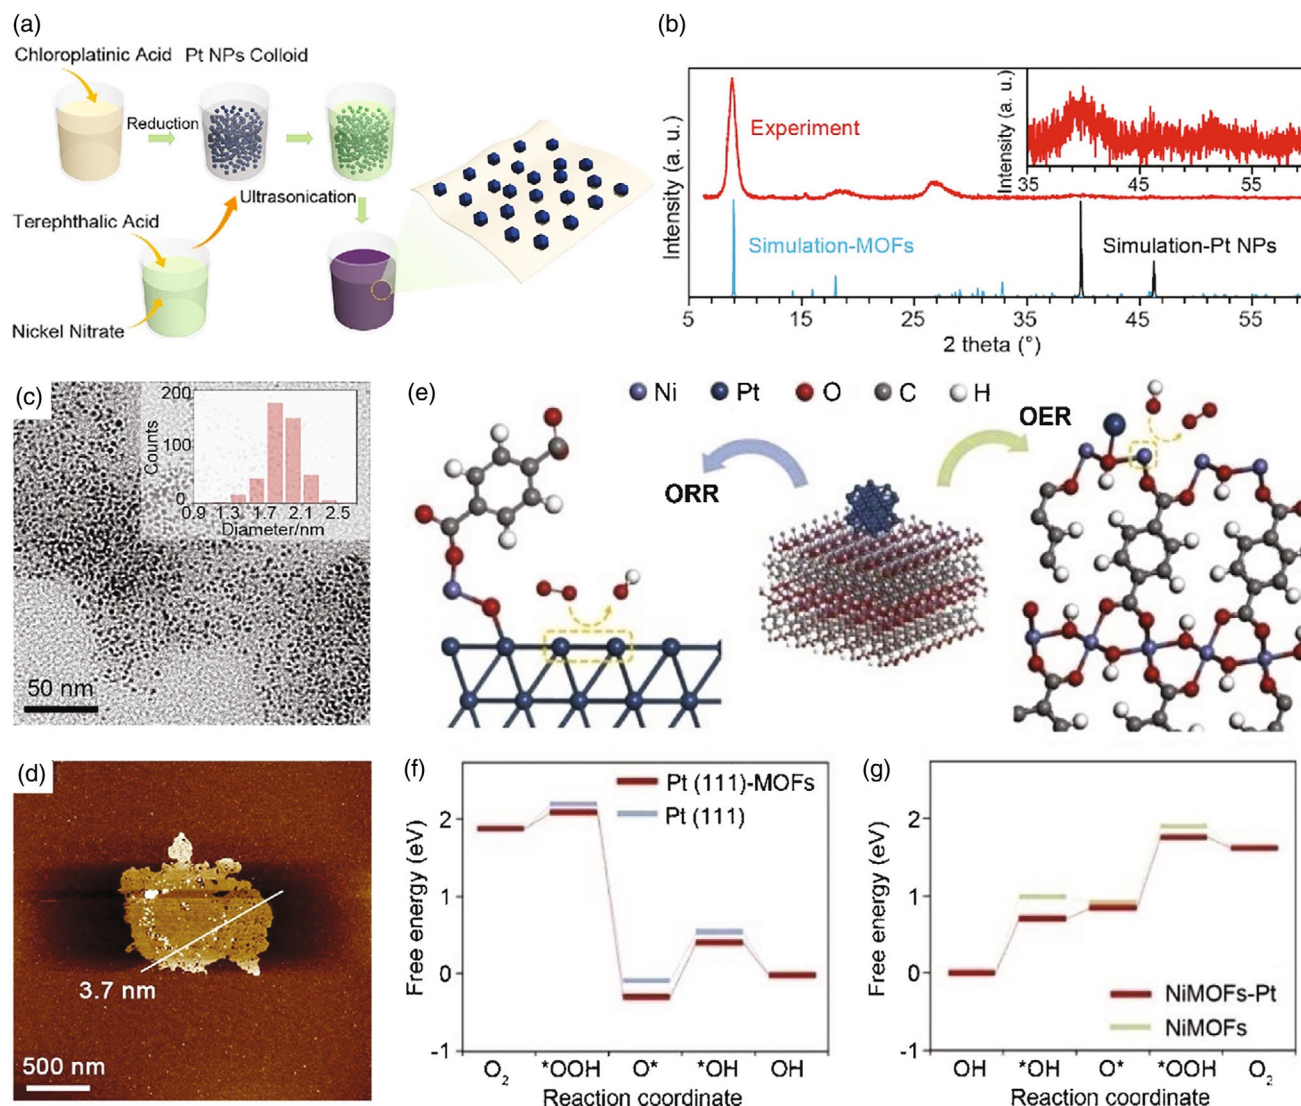 (a)
Chloroplatinic Acid
Pt NPs Colloid
Reduction
Ultrasonication
Terephthalic Acid
Nickel Nitrate
(b)
Intensity (a. u.)
Experiment
Simulation-MOFs
Simulation-Pt NPs
5 15 25 35 45 55
2 theta (°)
Intensity (a. u.)
35 45 55
(c)
200
100
0
Counts
0.9 1.3 1.7 2.1 2.5
Diameter/nm
50 nm
(e)
Ni Pt O C H
ORR
OER
(d)
3.7 nm
500 nm
(f)
Free energy (eV)
2
1
0
-1
Pt (111)-MOFs
Pt (111)
O2 *OOH O* *OH OH
Reaction coordinate
(g)
Free energy (eV)
2
1
0
-1
NiMOFs-Pt
NiMOFs
OH *OH O* *OOH O2
Reaction coordinate